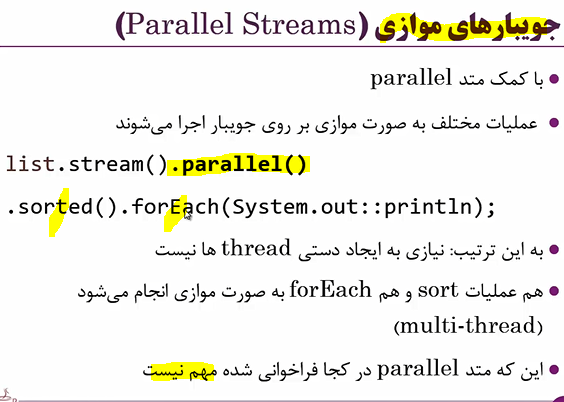 جویبارهای موازی (Parallel Streams)
با کمک متد parallel
عملیات مختلف به صورت موازی بر روی جویبار اجرا می‌شوند
list.stream().parallel()
.sorted().forEach(System.out::println);
به این ترتیب: نیازی به ایجاد دستی thread ها نیست
هم عملیات sort و هم forEach به صورت موازی انجام می‌شود
(multi-thread)
این که متد parallel در کجا فراخوانی شده مهم نیست